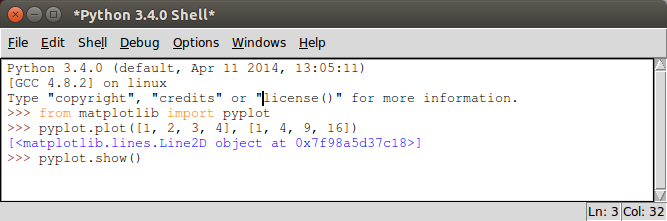 *Python 3.4.0 Shell*
File Edit Shell Debug Options Windows Help
Python 3.4.0 (default, Apr 11 2014, 13:05:11)
[GCC 4.8.2] on linux
Type "copyright", "credits" or "license()" for more information.
>>> from matplotlib import pyplot
>>> pyplot.plot([1, 2, 3, 4], [1, 4, 9, 16])
[<matplotlib.lines.Line2D object at 0x7f98a5d37c18>]
>>> pyplot.show()
Ln: 3 Col: 32